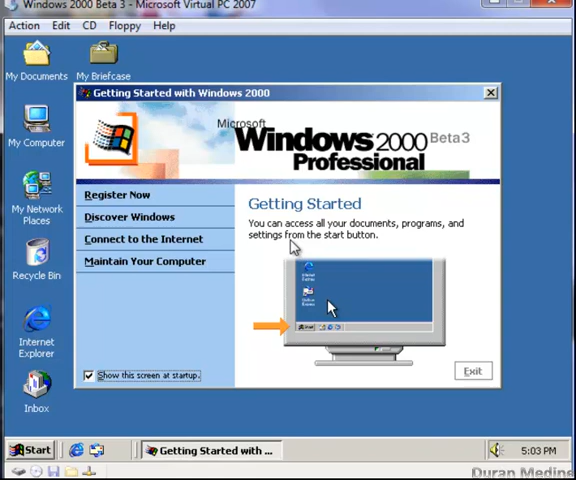 Windows 2000 Beta 3 - Microsoft Virtual PC 2007
Action Edit CD Floppy Help
My Documents
My Briefcase
Getting Started with Windows 2000
My Computer
Microsoft
Windows 2000 Beta3
Professional
Register Now
Discover Windows
Connect to the Internet
Maintain Your Computer
Getting Started
You can access all your documents, programs, and
settings from the start button.
My Network
Places
Recycle Bin
Internet
Explorer
Start
Show this screen at startup.
Exit
Inbox
Start
Getting Started with ...
5:03 PM
Duran Medina